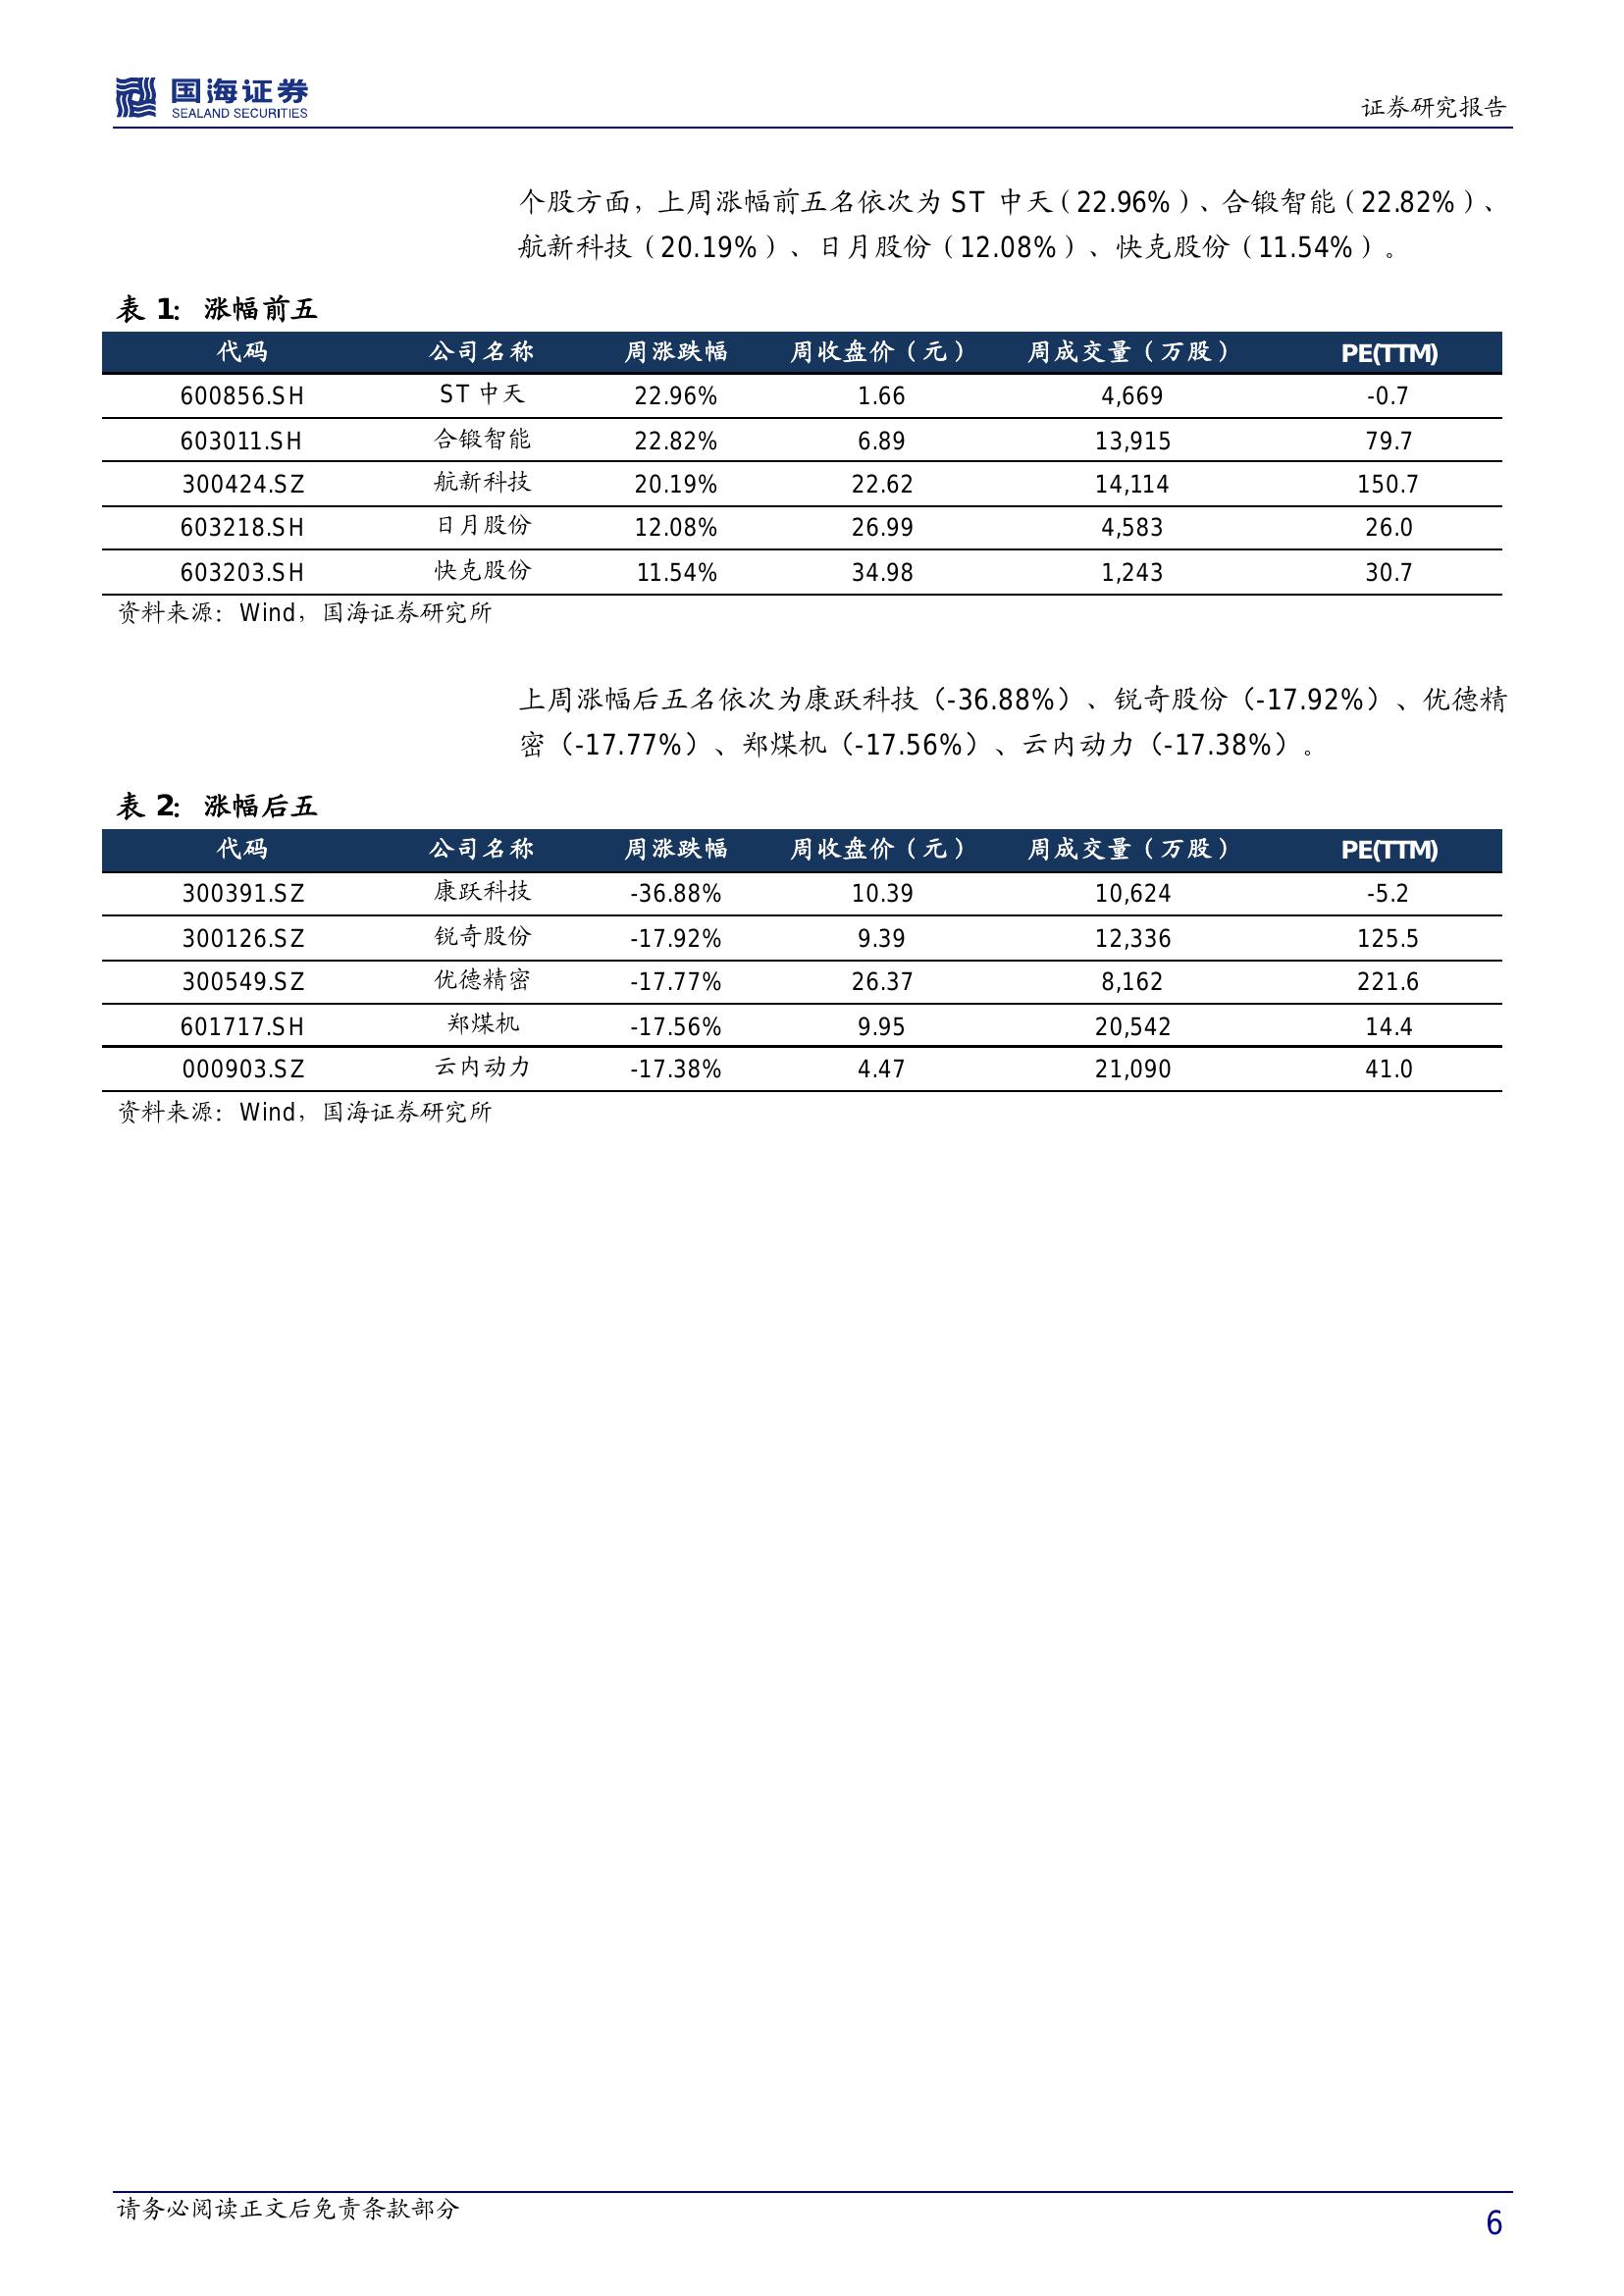 国海证券
SEALAND SECURITIES
证券研究报告
个股方面，上周涨幅前五名依次为 ST 中天（22.96%）、合锻智能（22.82%）、
航新科技（20.19%）、日月股份（12.08%）、快克股份（11.54%）。
表 1： 涨幅前五
代码 公司名称 周涨跌幅 周收盘价（元） 周成交量（万股） PE(TTM)
600856.SH ST 中天 22.96% 1.66 4,669 -0.7
603011.SH 合锻智能 22.82% 6.89 13,915 79.7
300424.SZ 航新科技 20.19% 22.62 14,114 150.7
603218.SH 日月股份 12.08% 26.99 4,583 26.0
603203.SH 快克股份 11.54% 34.98 1,243 30.7
资料来源：Wind，国海证券研究所
上周涨幅后五名依次为康跃科技（-36.88%）、锐奇股份（-17.92%）、优德精
密（-17.77%）、郑煤机（-17.56%）、云内动力（-17.38%）。
表 2： 涨幅后五
代码 公司名称 周涨跌幅 周收盘价（元） 周成交量（万股） PE(TTM)
300391.SZ 康跃科技 -36.88% 10.39 10,624 -5.2
300126.SZ 锐奇股份 -17.92% 9.39 12,336 125.5
300549.SZ 优德精密 -17.77% 26.37 8,162 221.6
601717.SH 郑煤机 -17.56% 9.95 20,542 14.4
000903.SZ 云内动力 -17.38% 4.47 21,090 41.0
资料来源：Wind，国海证券研究所
请务必阅读正文后免责条款部分
6